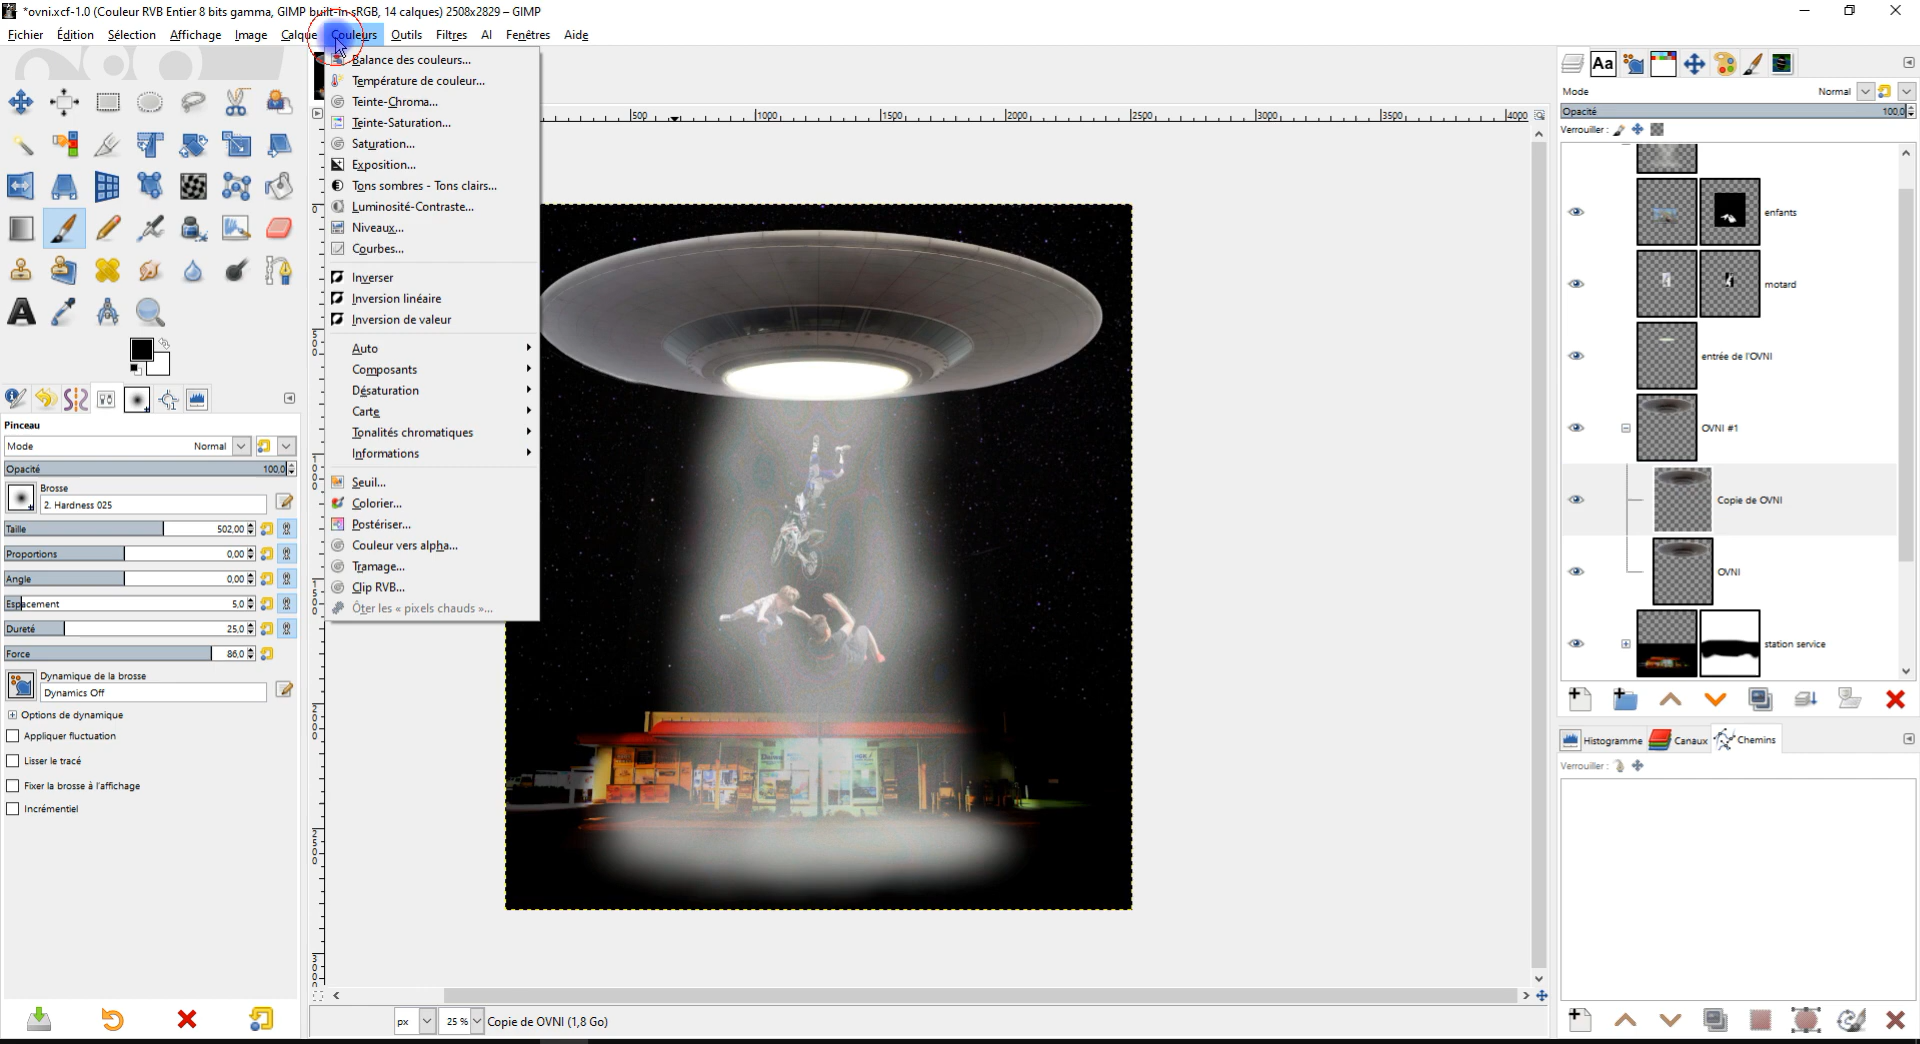 *ovni.xcf-1.0 (Couleur RVB Entier 8 bits gamma, GIMP built-in sRGB, 14 calques) 2508x2829 – GIMP
Fichier Édition Sélection Affichage Image Calque Couleurs Outils Filtres AI Fenêtres Aide
Balance des couleurs...
Température de couleur...
Teinte-Chroma...
Teinte-Saturation...
Saturation...
Exposition...
Tons sombres - Tons clairs...
Luminosité-Contraste...
Niveaux...
Courbes...
Inverser
Inversion linéaire
Inversion de valeur
Auto
Composants
Désaturation
Carte
Tonalités chromatiques
Informations
Seuil...
Colorier...
Postériser...
Couleur vers alpha...
Tramage...
Clip RVB...
Ôter les « pixels chauds »...
Pinceau
Mode Normal
Opacité 100,0
Brosse
2. Hardness 025
Taille 502,00
Proportions 0,00
Angle 0,00
Espacement 5,0
Dureté 25,0
Force 86,0
Dynamique de la brosse
Dynamics Off
Options de dynamique
Appliquer fluctuation
Lisser le tracé
Fixer la brosse à l'affichage
Incrémentiel
500 1000 1500 2000 2500 3000 3500 4000
0
500
1000
1500
2000
2500
300
px 25 % Copie de OVNI (1,8 Go)
Aa
Mode Normal
Opacité 100,0
Verrouiller :
enfants
motard
entrée de l'OVNI
OVNI #1
Copie de OVNI
OVNI
station service
Histogramme Canaux Chemins
Verrouiller :